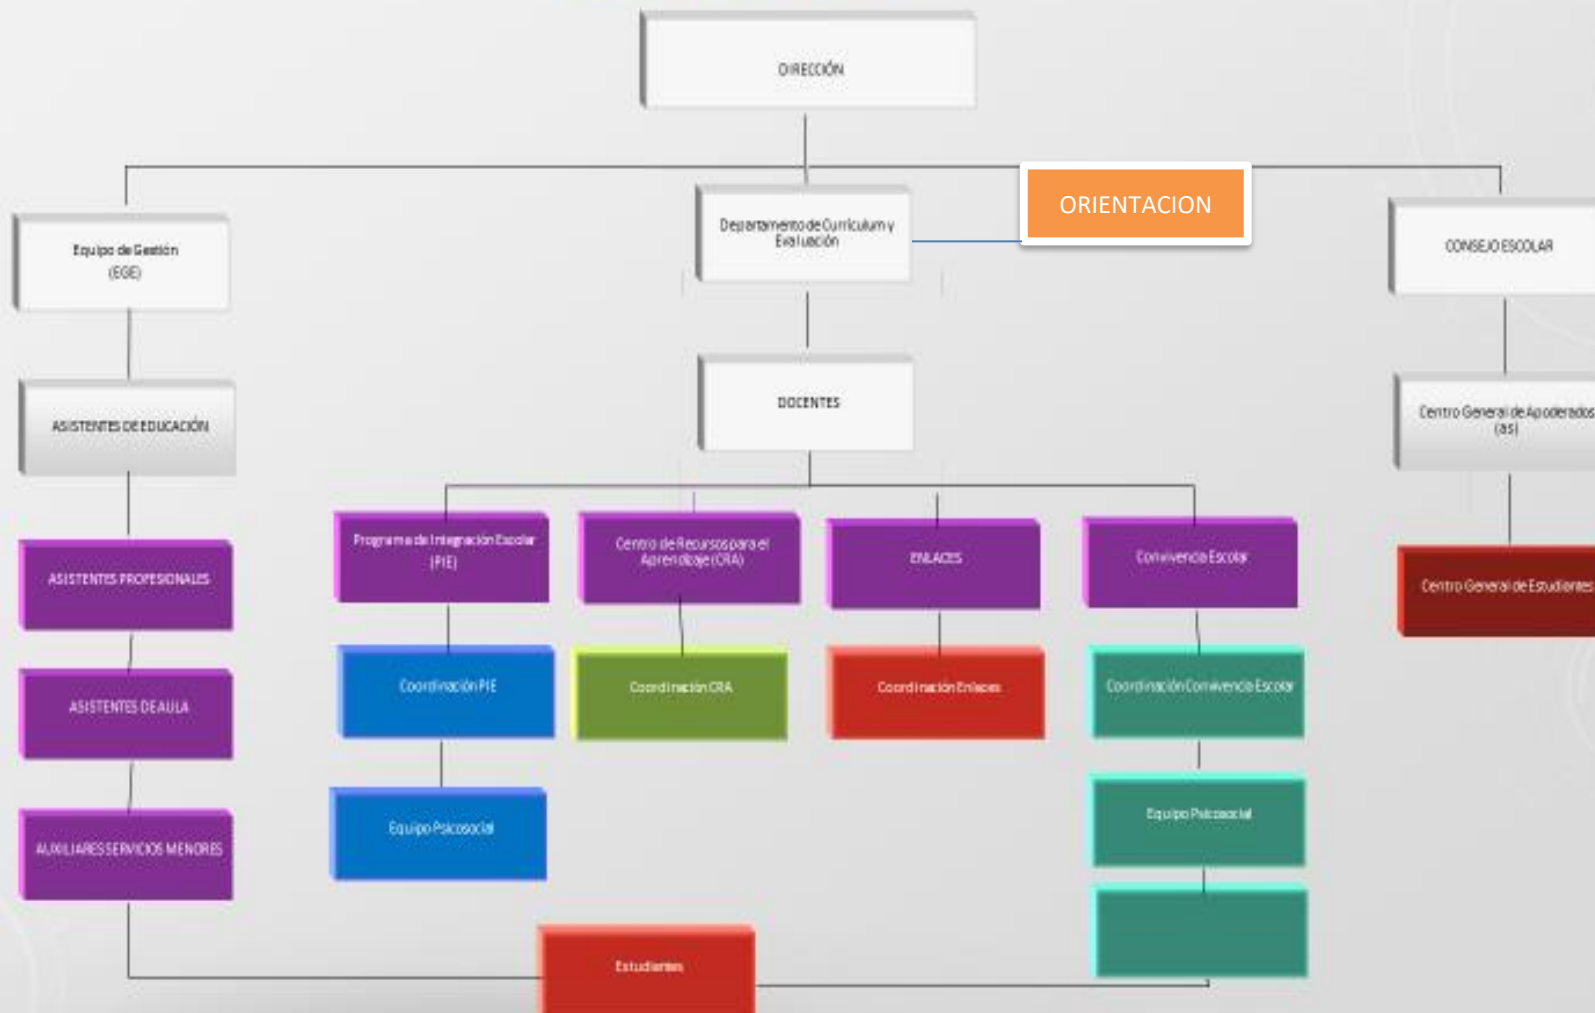 DIRECCIÓN
ORIENTACION
Departamento de Currículum y
Evaluación
Equipo de Gestión
(EGE)
CONSEJO ESCOLAR
DOCENTES
ASISTENTES DE EDUCACIÓN
Centro General de Apoderados
(as)
Programa de Integración Escolar
(PIE)
Centro de Recursos para el
Aprendizaje (CRA)
ENLACES
Convivencia Escolar
ASISTENTES PROFESIONALES
Centro General de Estudiantes
Coordinación PIE
Coordinación CRA
Coordinación Enlaces
Coordinación Convivencia Escolar
ASISTENTES DE AULA
Equipo Psicosocial
Equipo Psicosocial
AUXILIARES SERVICIOS MENORES
Estudiantes